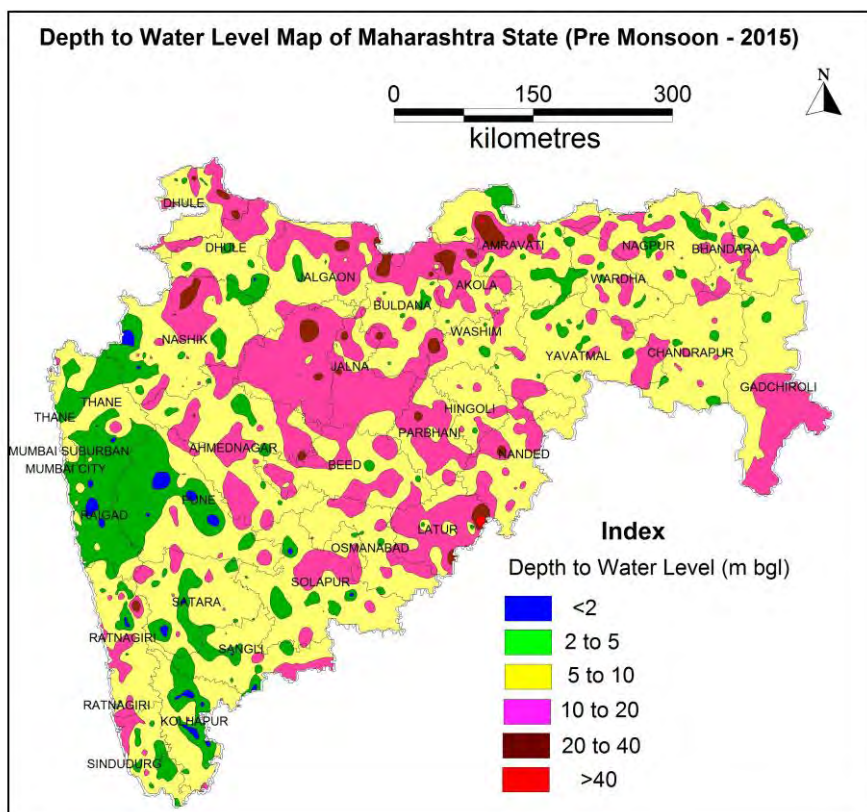 Depth to Water Level Map of Maharashtra State (Pre Monsoon - 2015)
N
0 150 300
kilometres
DHULE
DHULE
JALGAON
AMRAVATI
NAGPUR
BHANDARA
AKOLA
WARDHA
BULDANA
NASHIK
WASHIM
YAVATMAL
CHANDRAPUR
JALNA
GADCHIROLI
THANE
THANE
HINGOLI
PARBHANI
AHMEDNAGAR
MUMBAI SUBURBAN
NANDED
BEED
MUMBAI CITY
PUNE
RAIGAD
LATUR
OSMANABAD
SOLAPUR
SATARA
RATNAGIRI
SANGLI
RATNAGIRI
KOLHAPUR
SINDUDURG
Index
Depth to Water Level (m bgl)
<2
2 to 5
5 to 10
10 to 20
20 to 40
>40